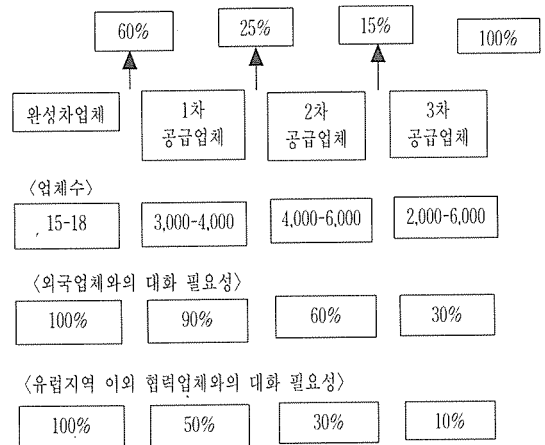 60% 25% 15% 100%
완성차업체 1차 공급업체 2차 공급업체 3차 공급업체
〈업체수〉
15-18 3,000-4,000 4,000-6,000 2,000-6,000
〈외국업체와의 대화 필요성〉
100% 90% 60% 30%
〈유럽지역 이외 협력업체와의 대화 필요성〉
100% 50% 30% 10%